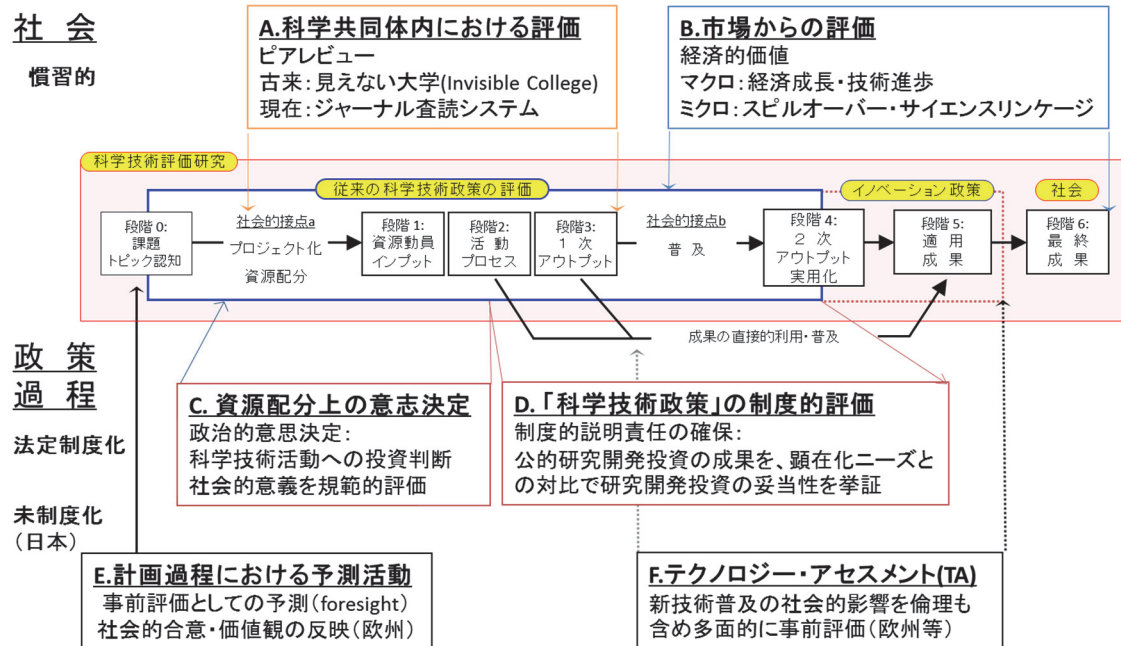 社 会
慣習的
A.科学共同体内における評価
ピアレビュー
古来：見えない大学(Invisible College)
現在：ジャーナル査読システム
B.市場からの評価
経済的価値
マクロ：経済成長・技術進歩
ミクロ：スピルオーバー・サイエンスリンケージ
科学技術評価研究
従来の科学技術政策の評価
イノベーション政策
社会
段階0:
課題
トピック認知
社会的接点a
プロジェクト化
資源配分
段階1:
資源動員
インプット
段階2:
活動
プロセス
段階3:
1 次
アウトプット
社会的接点b
普 及
段階4:
2 次
アウトプット
実用化
段階5:
適 用
成 果
段階6:
最 終
成 果
成果の直接的利用・普及
政 策
過 程
法定制度化
未制度化
（日本）
C. 資源配分上の意志決定
政治的意思決定：
科学技術活動への投資判断
社会的意義を規範的評価
D.「科学技術政策」の制度的評価
制度的説明責任の確保：
公的研究開発投資の成果を、顕在化ニーズと
の対比で研究開発投資の妥当性を挙証
E.計画過程における予測活動
事前評価としての予測（foresight）
社会的合意・価値観の反映（欧州）
F.テクノロジー・アセスメント(TA)
新技術普及の社会的影響を倫理も
含め多面的に事前評価（欧州等）